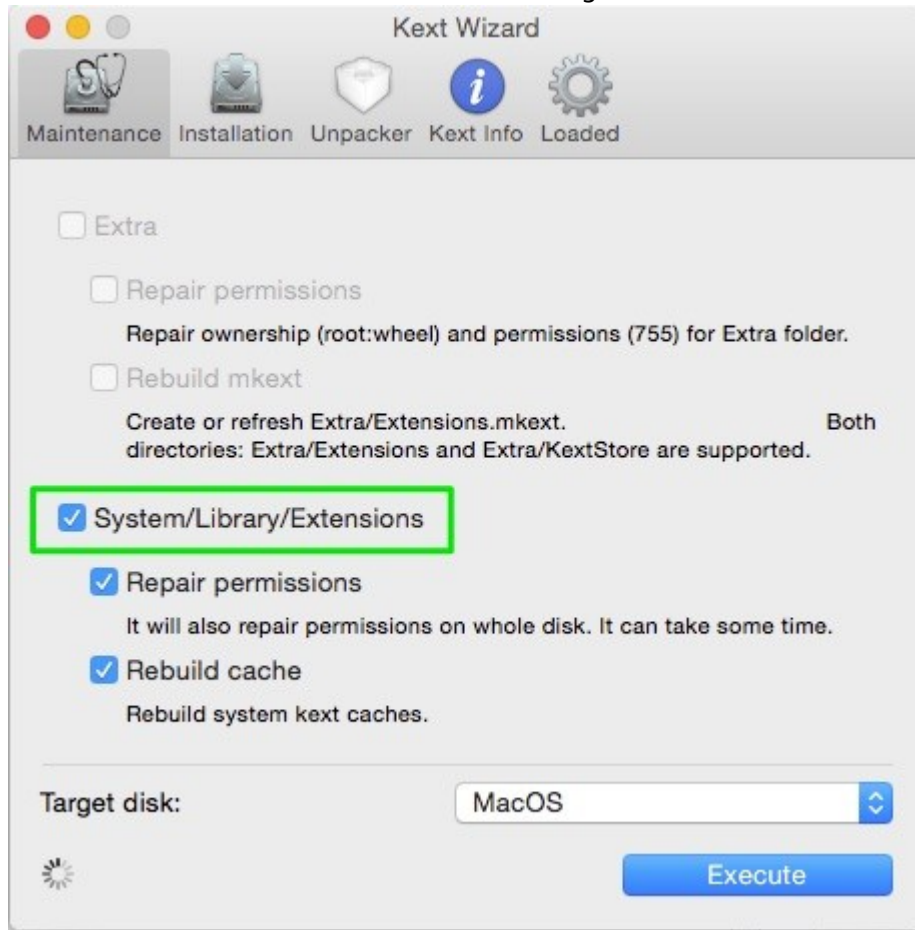 Kext Wizard
Maintenance Installation Unpacker Kext Info Loaded
Extra
Repair permissions
Repair ownership (root:wheel) and permissions (755) for Extra folder.
Rebuild mkext
Create or refresh Extra/Extensions.mkext. Both
directories: Extra/Extensions and Extra/KextStore are supported.
System/Library/Extensions
Repair permissions
It will also repair permissions on whole disk. It can take some time.
Rebuild cache
Rebuild system kext caches.
Target disk: MacOS
Execute